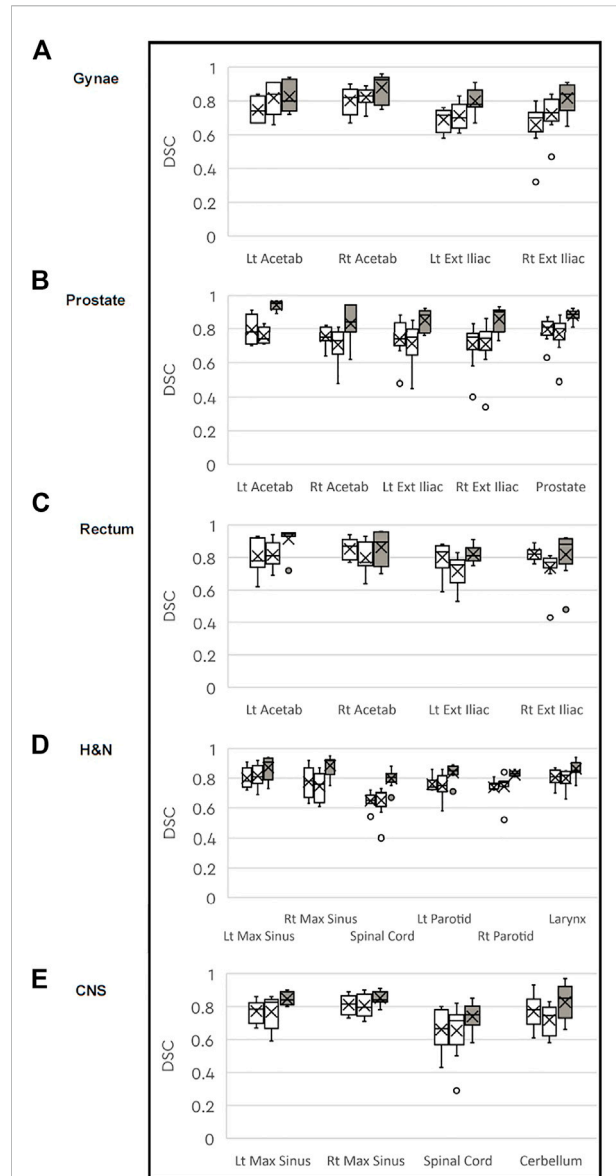 A
Gynae
DSC
1
0.8
0.6
0.4
0.2
0
Lt Acetab Rt Acetab Lt Ext Iliac Rt Ext Iliac
B
Prostate
DSC
1
0.8
0.6
0.4
0.2
0
Lt Acetab Rt Acetab Lt Ext Iliac Rt Ext Iliac Prostate
C
Rectum
DSC
1
0.8
0.6
0.4
0.2
0
Lt Acetab Rt Acetab Lt Ext Iliac Rt Ext Iliac
D
H&N
DSC
1
0.8
0.6
0.4
0.2
0
Rt Max Sinus Lt Parotid Larynx
Lt Max Sinus Spinal Cord Rt Parotid
E
CNS
DSC
1
0.8
0.6
0.4
0.2
0
Lt Max Sinus Rt Max Sinus Spinal Cord Cerbellum